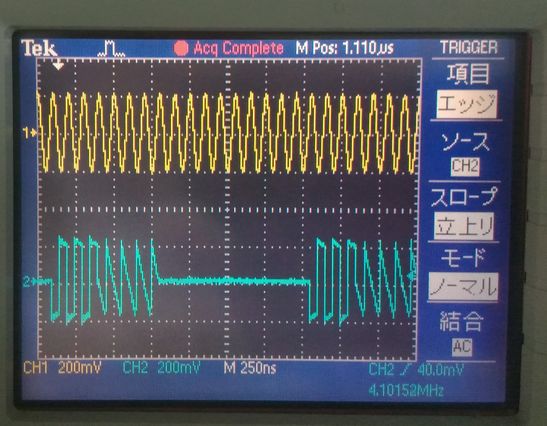 Tek Acq Complete M Pos: 1.110µs TRIGGER
項目
エッジ
ソース
CH2
スロープ
立上り
モード
ノーマル
結合
AC
1
2
CH1 200mV CH2 200mV M 250ns CH2 40.0mV
4.10152MHz